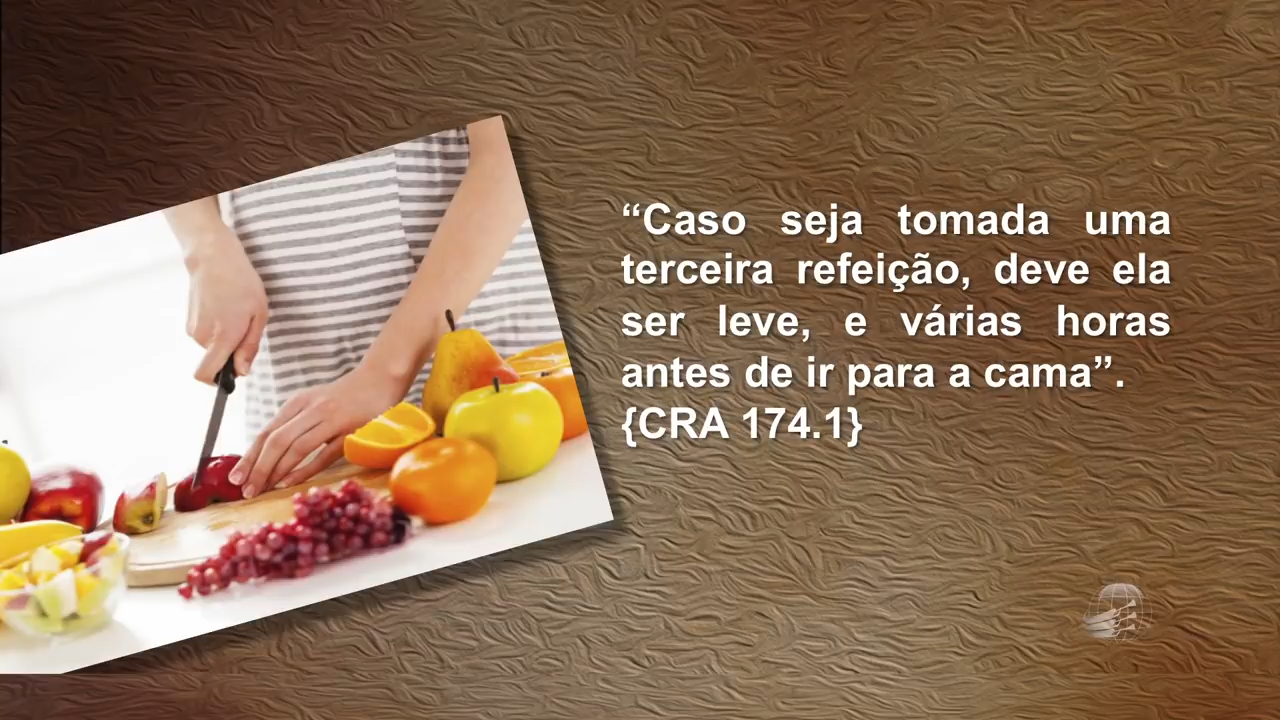 “Caso seja tomada uma
terceira refeição, deve ela
ser leve, e várias horas
antes de ir para a cama”.
{CRA 174.1}